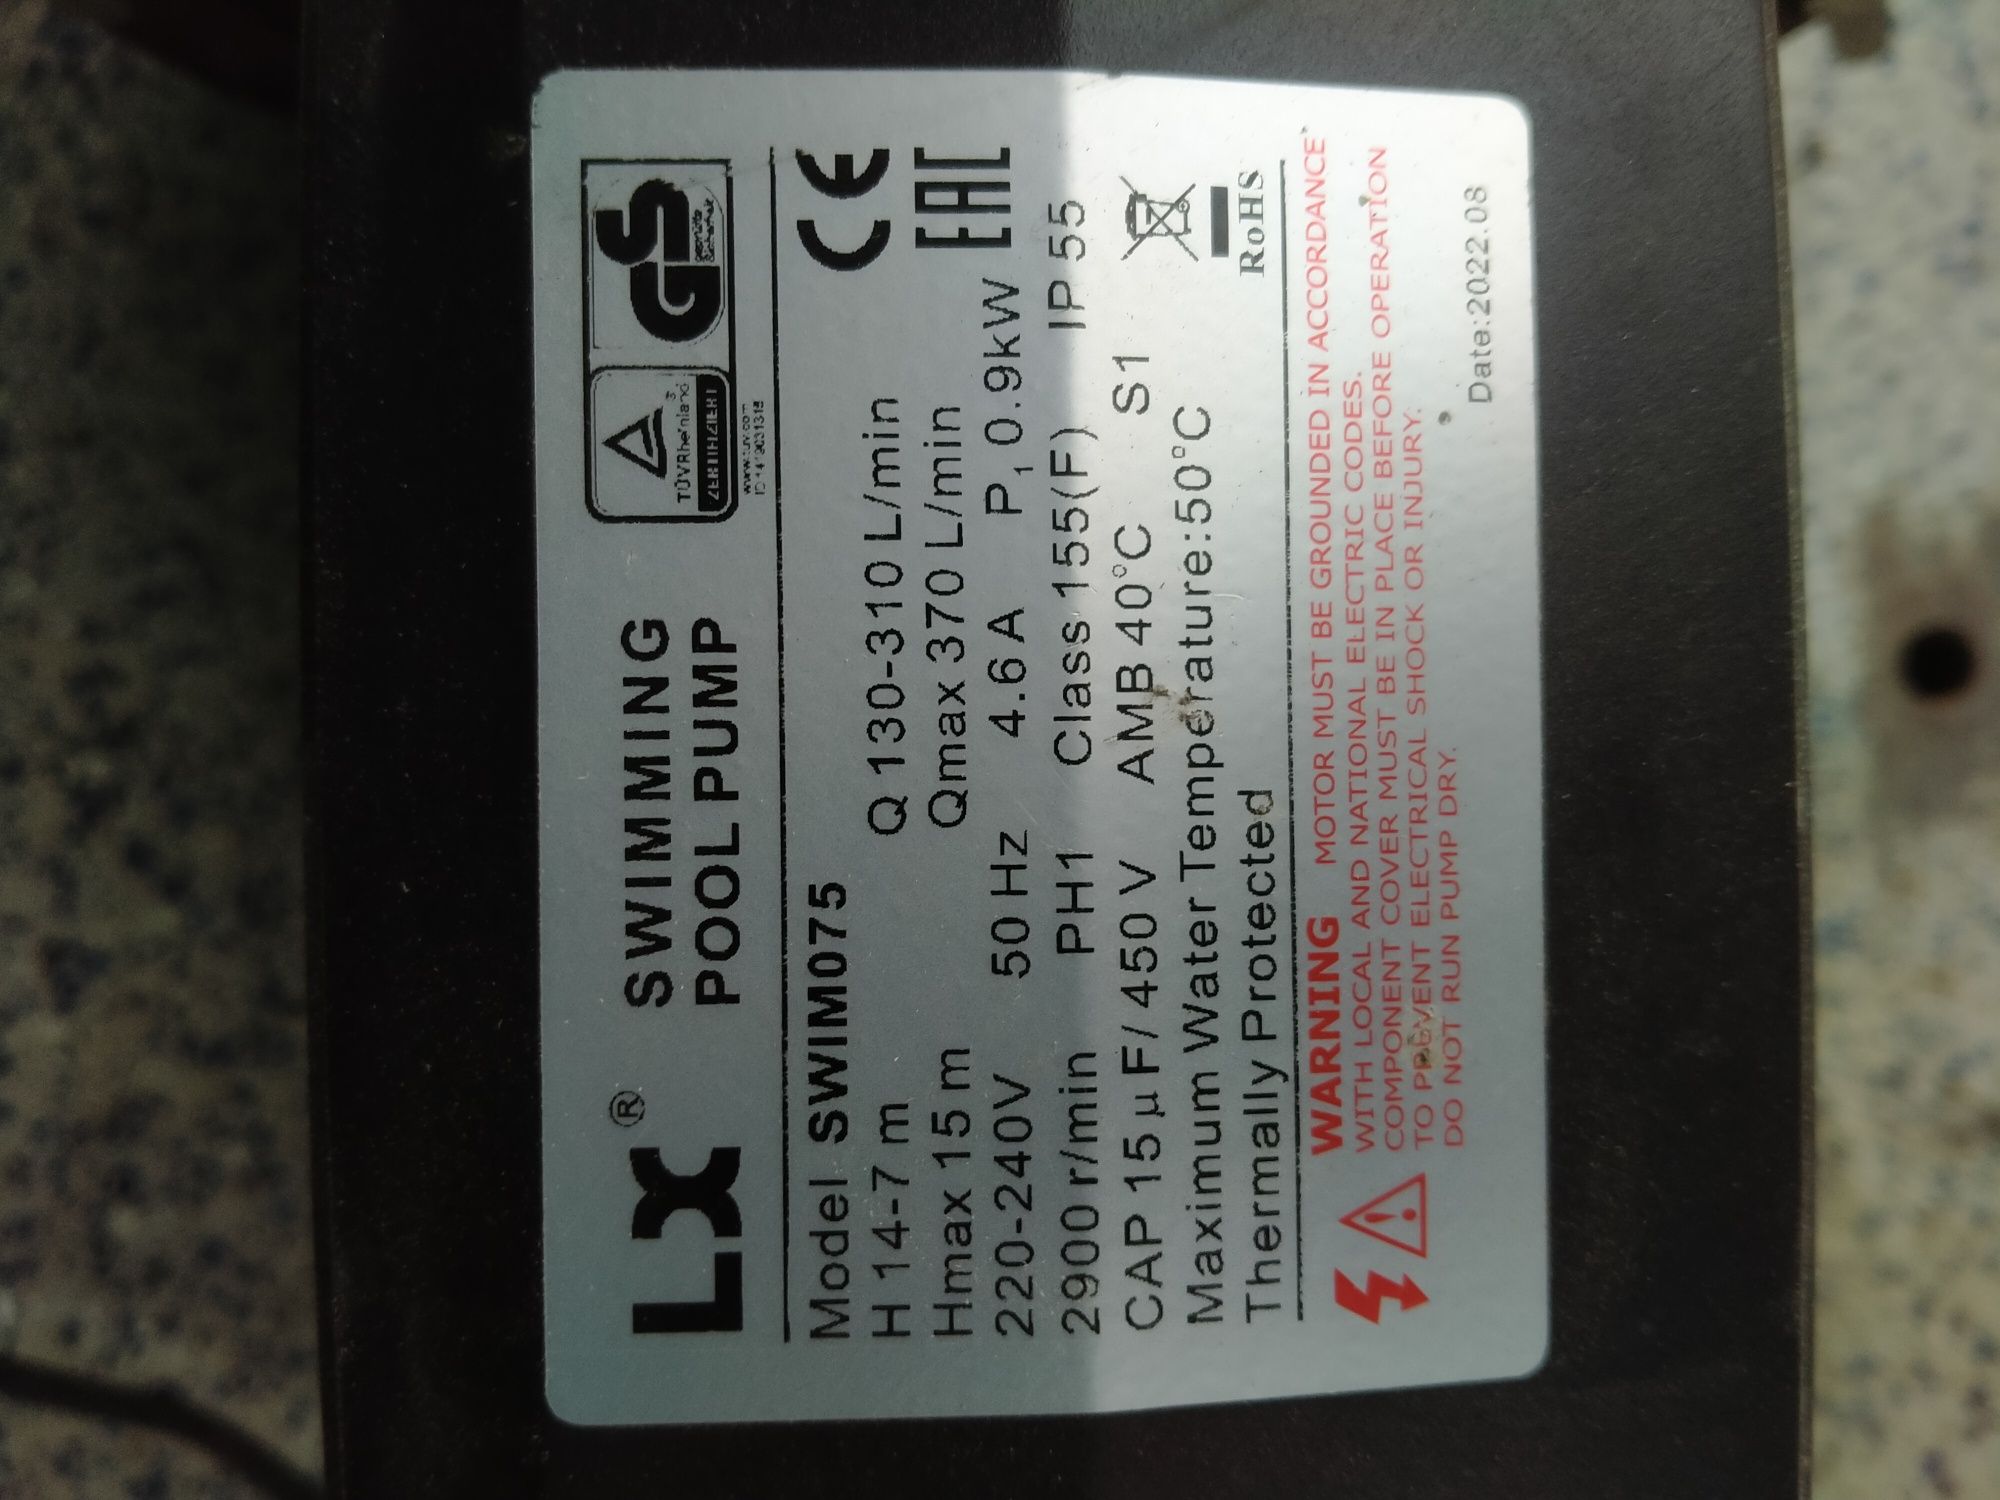 LX ® SWIMMING
POOL PUMP
TÜVRheinland
ZERTIFIZIERT
www.tuv.com
GS
geprüfte
Sicherheit
Model SWIM075
H 14-7 m Q 130-310 L/min
Hmax 15 m Qmax 370 L/min
220-240V 50 Hz 4.6 A P1 0.9kW
2900 r/min PH1 Class 155(F) IP 55
CAP 15 µF/450 V AMB 40°C S1
Maximum Water Temperature:50°C
Thermally Protected
CE
EAC
RoHS
WARNING MOTOR MUST BE GROUNDED IN ACCORDANCE
WITH LOCAL AND NATIONAL ELECTRIC CODES.
COMPONENT COVER MUST BE IN PLACE BEFORE OPERATION
TO PREVENT ELECTRICAL SHOCK OR INJURY.
DO NOT RUN PUMP DRY.
Date:2022.08